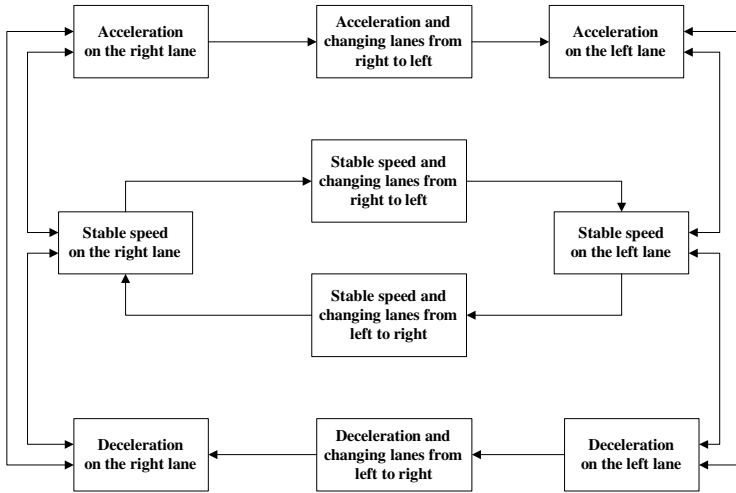 Acceleration
on the right lane
Acceleration and
changing lanes from
right to left
Acceleration
on the left lane
Stable speed and
changing lanes from
right to left
Stable speed
on the right lane
Stable speed
on the left lane
Stable speed and
changing lanes from
left to right
Deceleration
on the right lane
Deceleration and
changing lanes from
left to right
Deceleration
on the left lane